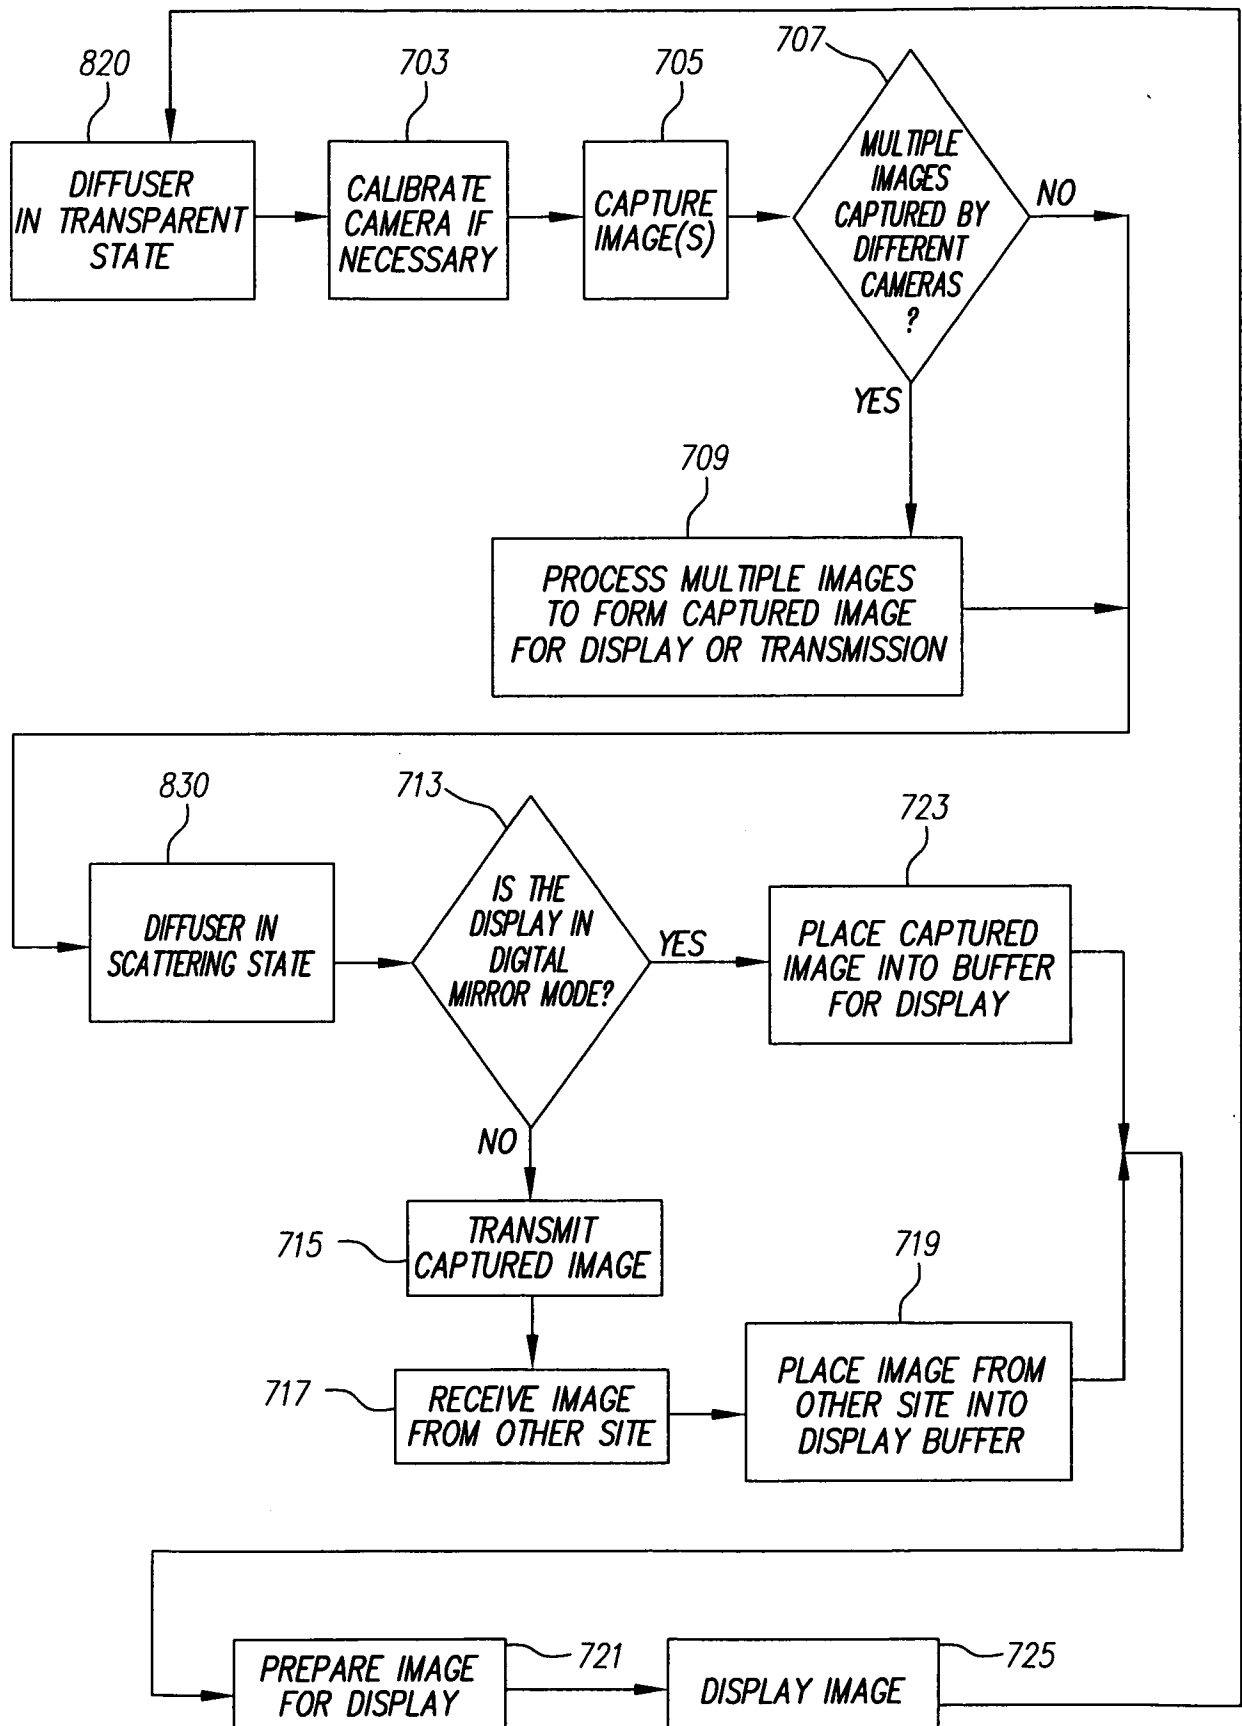 820
703
705
707
DIFFUSER
IN TRANSPARENT
STATE
CALIBRATE
CAMERA IF
NECESSARY
CAPTURE
IMAGE(S)
MULTIPLE
IMAGES
CAPTURED BY
DIFFERENT
CAMERAS
?
NO
YES
709
PROCESS MULTIPLE IMAGES
TO FORM CAPTURED IMAGE
FOR DISPLAY OR TRANSMISSION
830
713
723
DIFFUSER IN
SCATTERING STATE
IS THE
DISPLAY IN
DIGITAL
MIRROR MODE?
YES
PLACE CAPTURED
IMAGE INTO BUFFER
FOR DISPLAY
NO
715
TRANSMIT
CAPTURED IMAGE
719
717
RECEIVE IMAGE
FROM OTHER SITE
PLACE IMAGE FROM
OTHER SITE INTO
DISPLAY BUFFER
721
PREPARE IMAGE
FOR DISPLAY
725
DISPLAY IMAGE